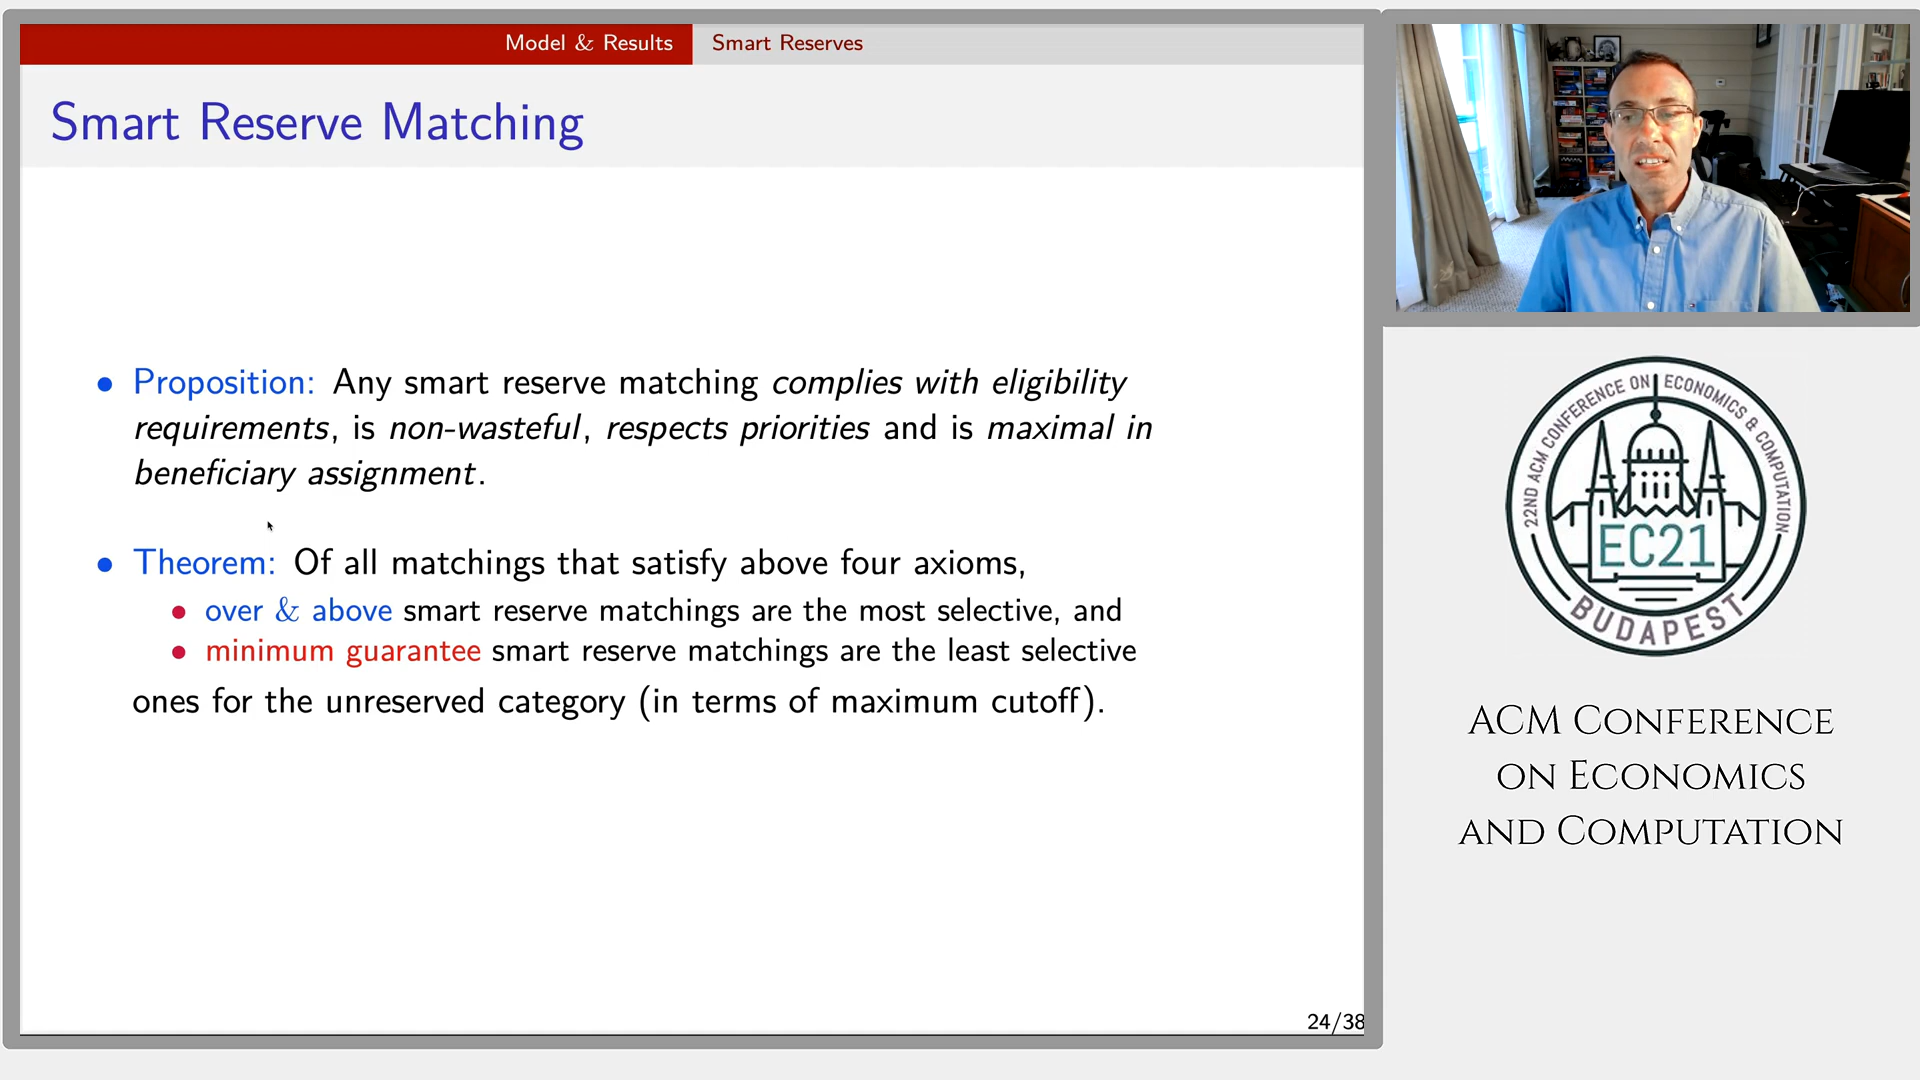 Model & Results
Smart Reserves
Smart Reserve Matching
• Proposition: Any smart reserve matching complies with eligibility
requirements, is non-wasteful, respects priorities and is maximal in
beneficiary assignment.
• Theorem: Of all matchings that satisfy above four axioms,
• over & above smart reserve matchings are the most selective, and
• minimum guarantee smart reserve matchings are the least selective
ones for the unreserved category (in terms of maximum cutoff).
24/38
22ND ACM CONFERENCE ON ECONOMICS & COMPUTATION
EC21
BUDAPEST
ACM CONFERENCE
ON ECONOMICS
AND COMPUTATION